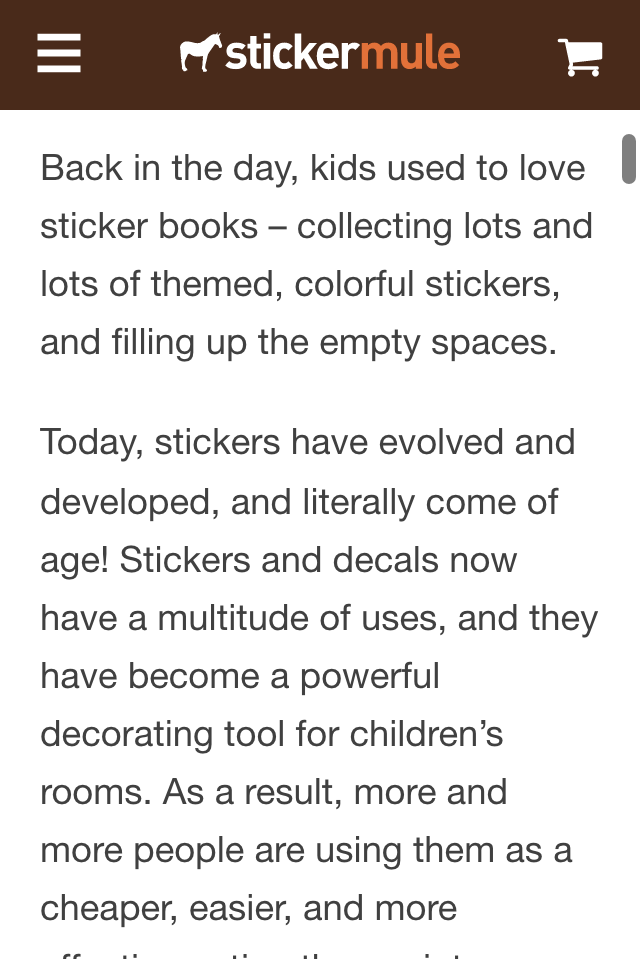 stickermule
Back in the day, kids used to love
sticker books – collecting lots and
lots of themed, colorful stickers,
and filling up the empty spaces.
Today, stickers have evolved and
developed, and literally come of
age! Stickers and decals now
have a multitude of uses, and they
have become a powerful
decorating tool for children’s
rooms. As a result, more and
more people are using them as a
cheaper, easier, and more